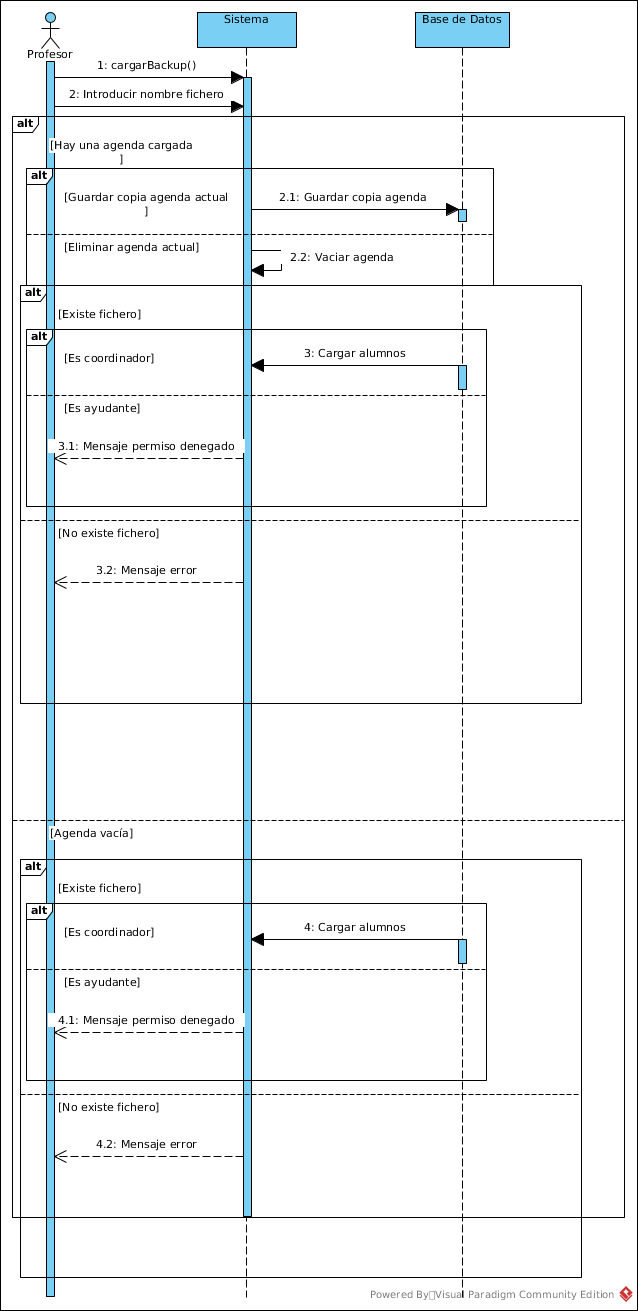 Sistema
Base de Datos
Profesor
1: cargarBackup()
2: Introducir nombre fichero
alt
[Hay una agenda cargada
]
alt
[Guardar copia agenda actual
]
2.1: Guardar copia agenda
[Eliminar agenda actual]
2.2: Vaciar agenda
alt
[Existe fichero]
alt
[Es coordinador]
3: Cargar alumnos
[Es ayudante]
3.1: Mensaje permiso denegado
[No existe fichero]
3.2: Mensaje error
[Agenda vacía]
alt
[Existe fichero]
alt
[Es coordinador]
4: Cargar alumnos
[Es ayudante]
4.1: Mensaje permiso denegado
[No existe fichero]
4.2: Mensaje error
Powered By Visual Paradigm Community Edition